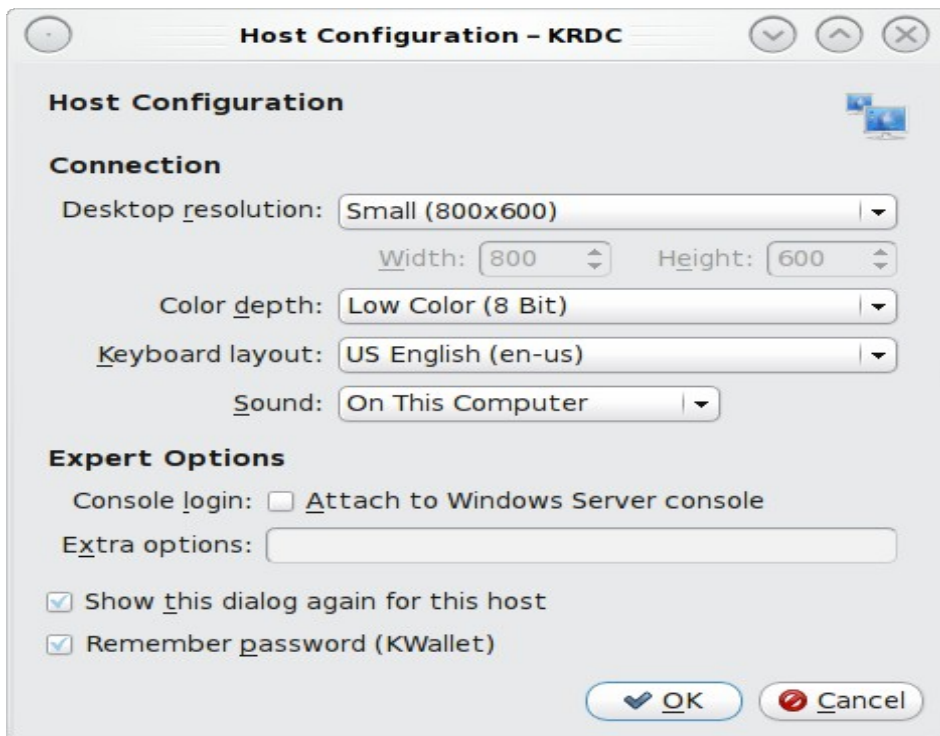 Host Configuration – KRDC
Host Configuration
Connection
Desktop resolution: Small (800x600)
Width: 800 Height: 600
Color depth: Low Color (8 Bit)
Keyboard layout: US English (en-us)
Sound: On This Computer
Expert Options
Console login: Attach to Windows Server console
Extra options:
Show this dialog again for this host
Remember password (KWallet)
OK Cancel